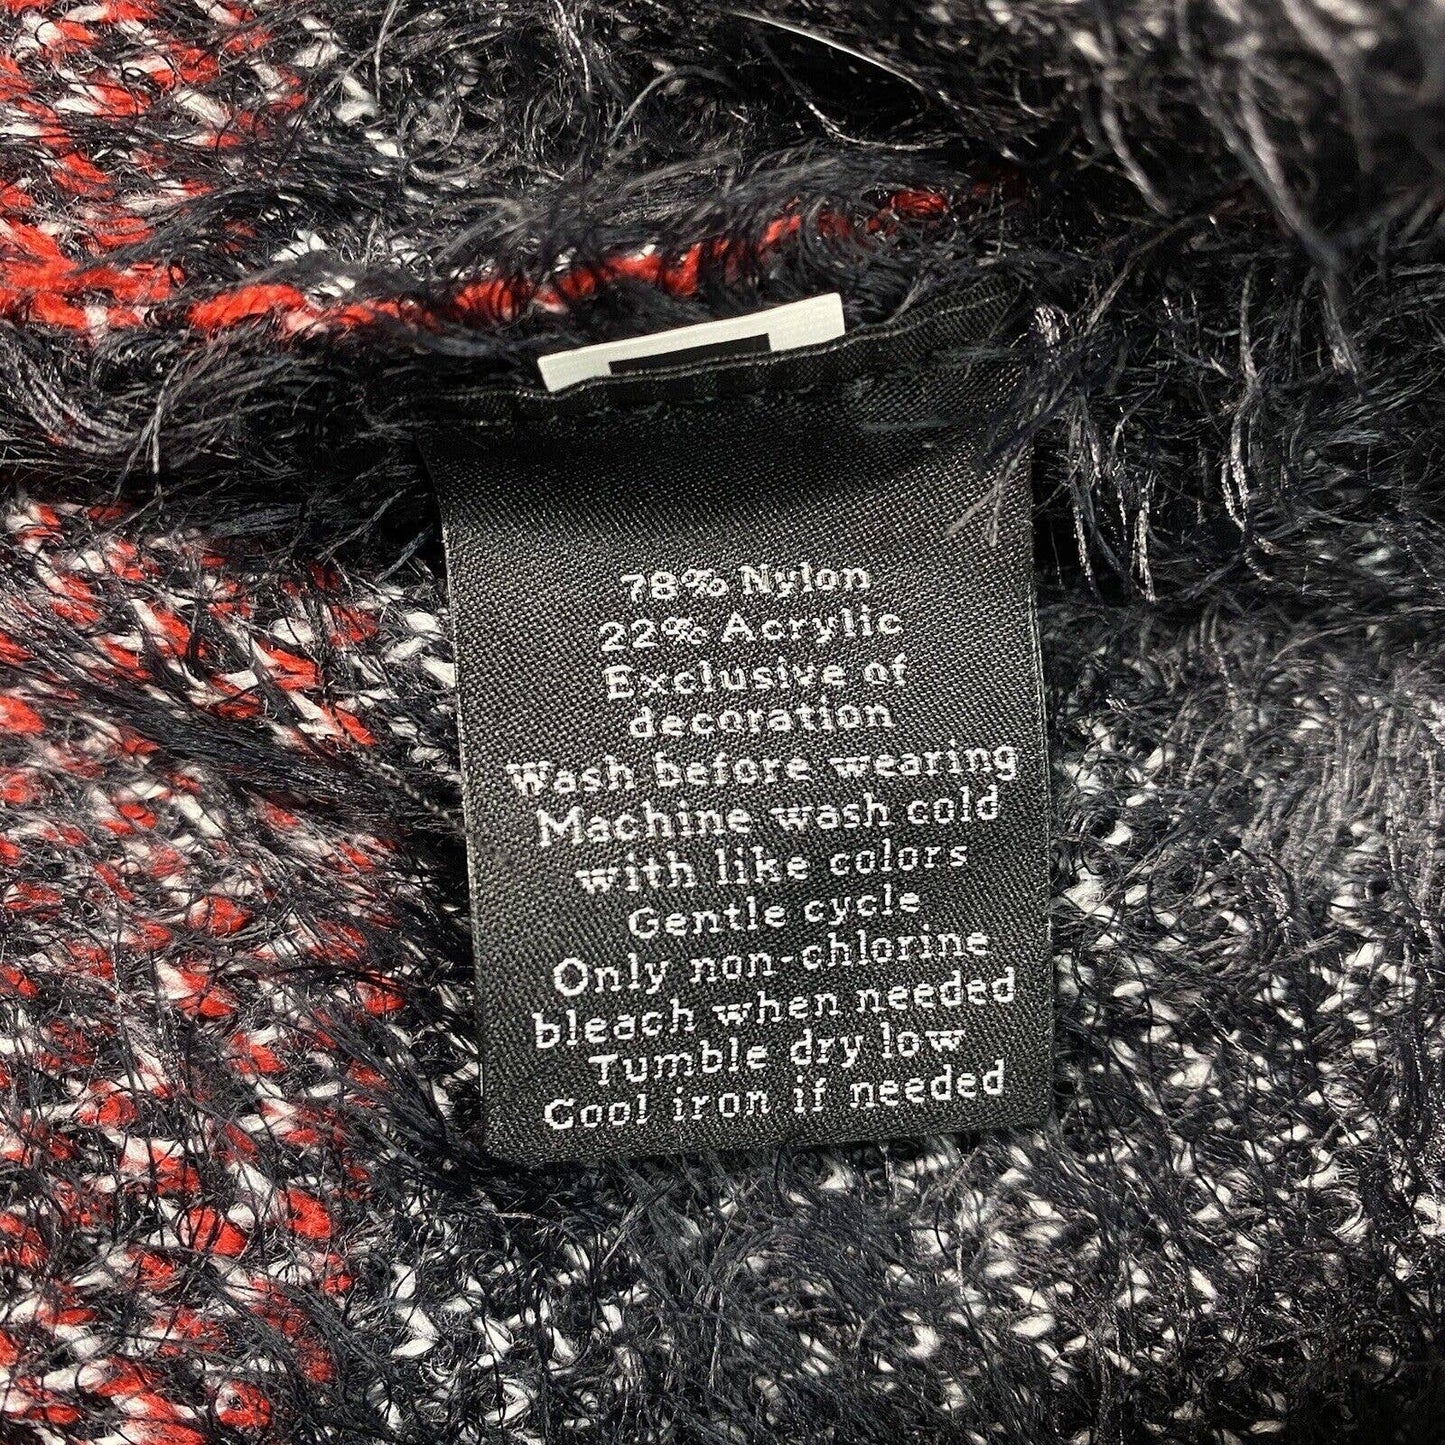 78% Nylon
22% Acrylic
Exclusive of
decoration
Wash before wearing
Machine wash cold
with like colors
Gentle cycle
Only non-chlorine
bleach when needed
Tumble dry low
Cool iron if needed